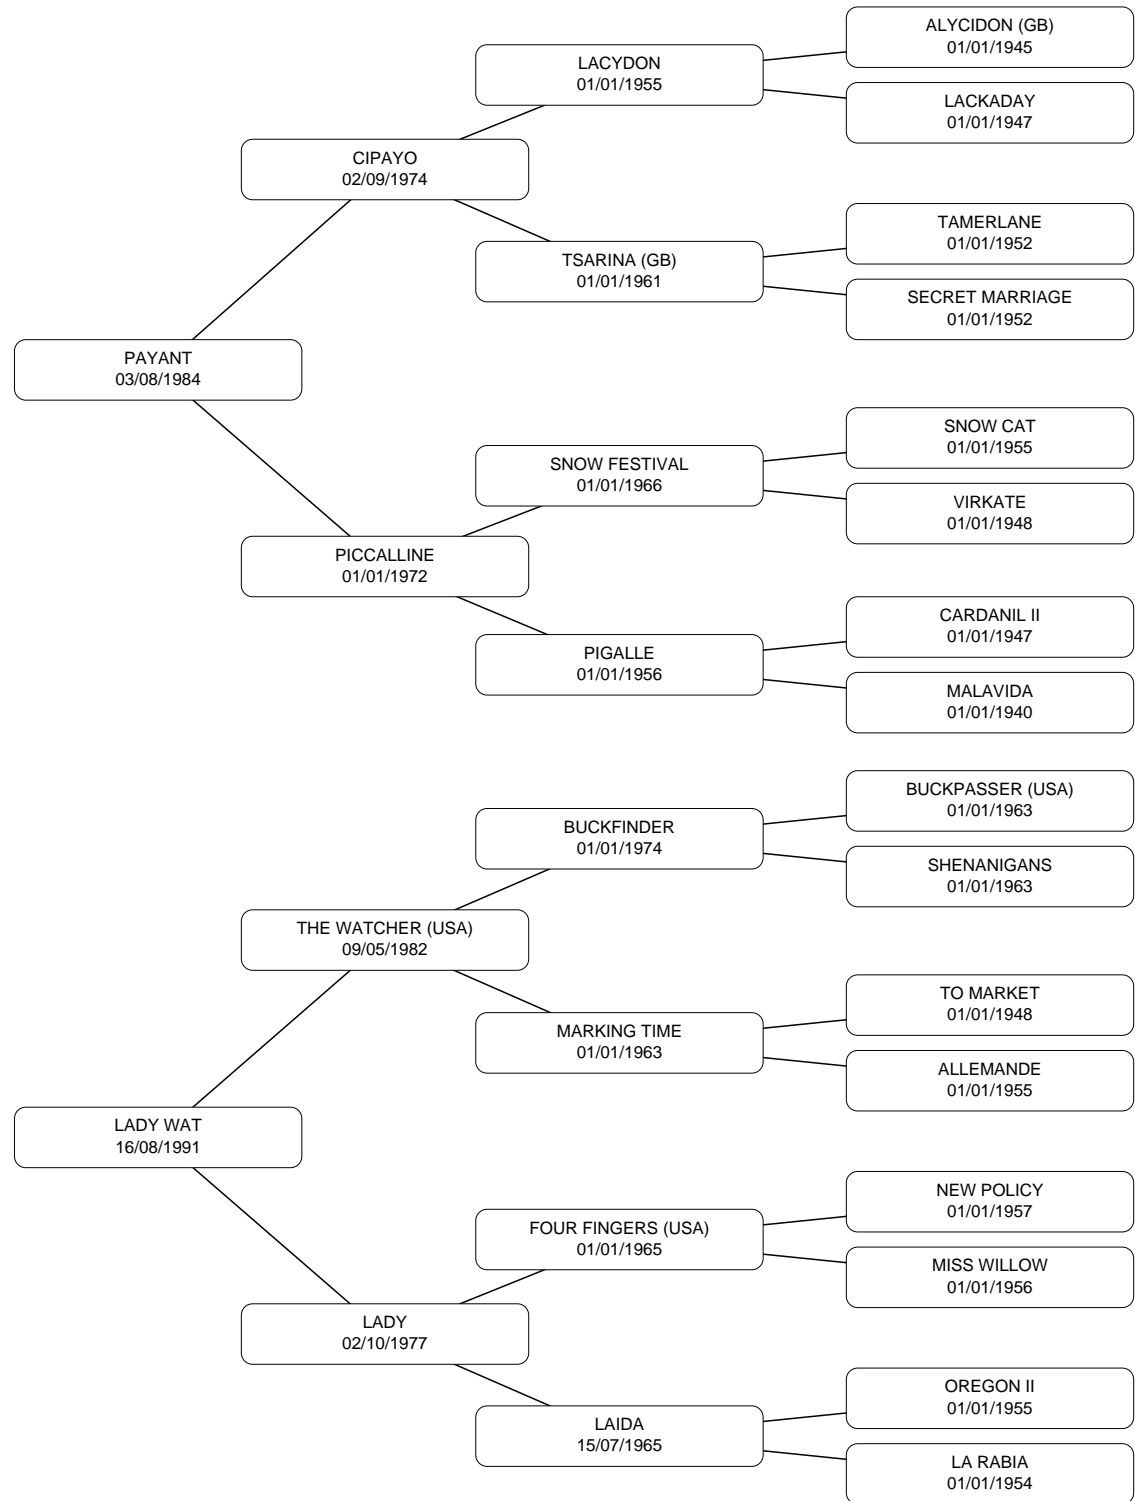 ALYCIDON (GB)
01/01/1945
LACYDON
01/01/1955
LACKADAY
01/01/1947
CIPAYO
02/09/1974
TAMERLANE
01/01/1952
TSARINA (GB)
01/01/1961
SECRET MARRIAGE
01/01/1952
PAYANT
03/08/1984
SNOW CAT
01/01/1955
SNOW FESTIVAL
01/01/1966
VIRKATE
01/01/1948
PICCALLINE
01/01/1972
CARDANIL II
01/01/1947
PIGALLE
01/01/1956
MALAVIDA
01/01/1940
BUCKPASSER (USA)
01/01/1963
BUCKFINDER
01/01/1974
SHENANIGANS
01/01/1963
THE WATCHER (USA)
09/05/1982
TO MARKET
01/01/1948
MARKING TIME
01/01/1963
ALLEMANDE
01/01/1955
LADY WAT
16/08/1991
NEW POLICY
01/01/1957
FOUR FINGERS (USA)
01/01/1965
MISS WILLOW
01/01/1956
LADY
02/10/1977
OREGON II
01/01/1955
LAIDA
15/07/1965
LA RABIA
01/01/1954